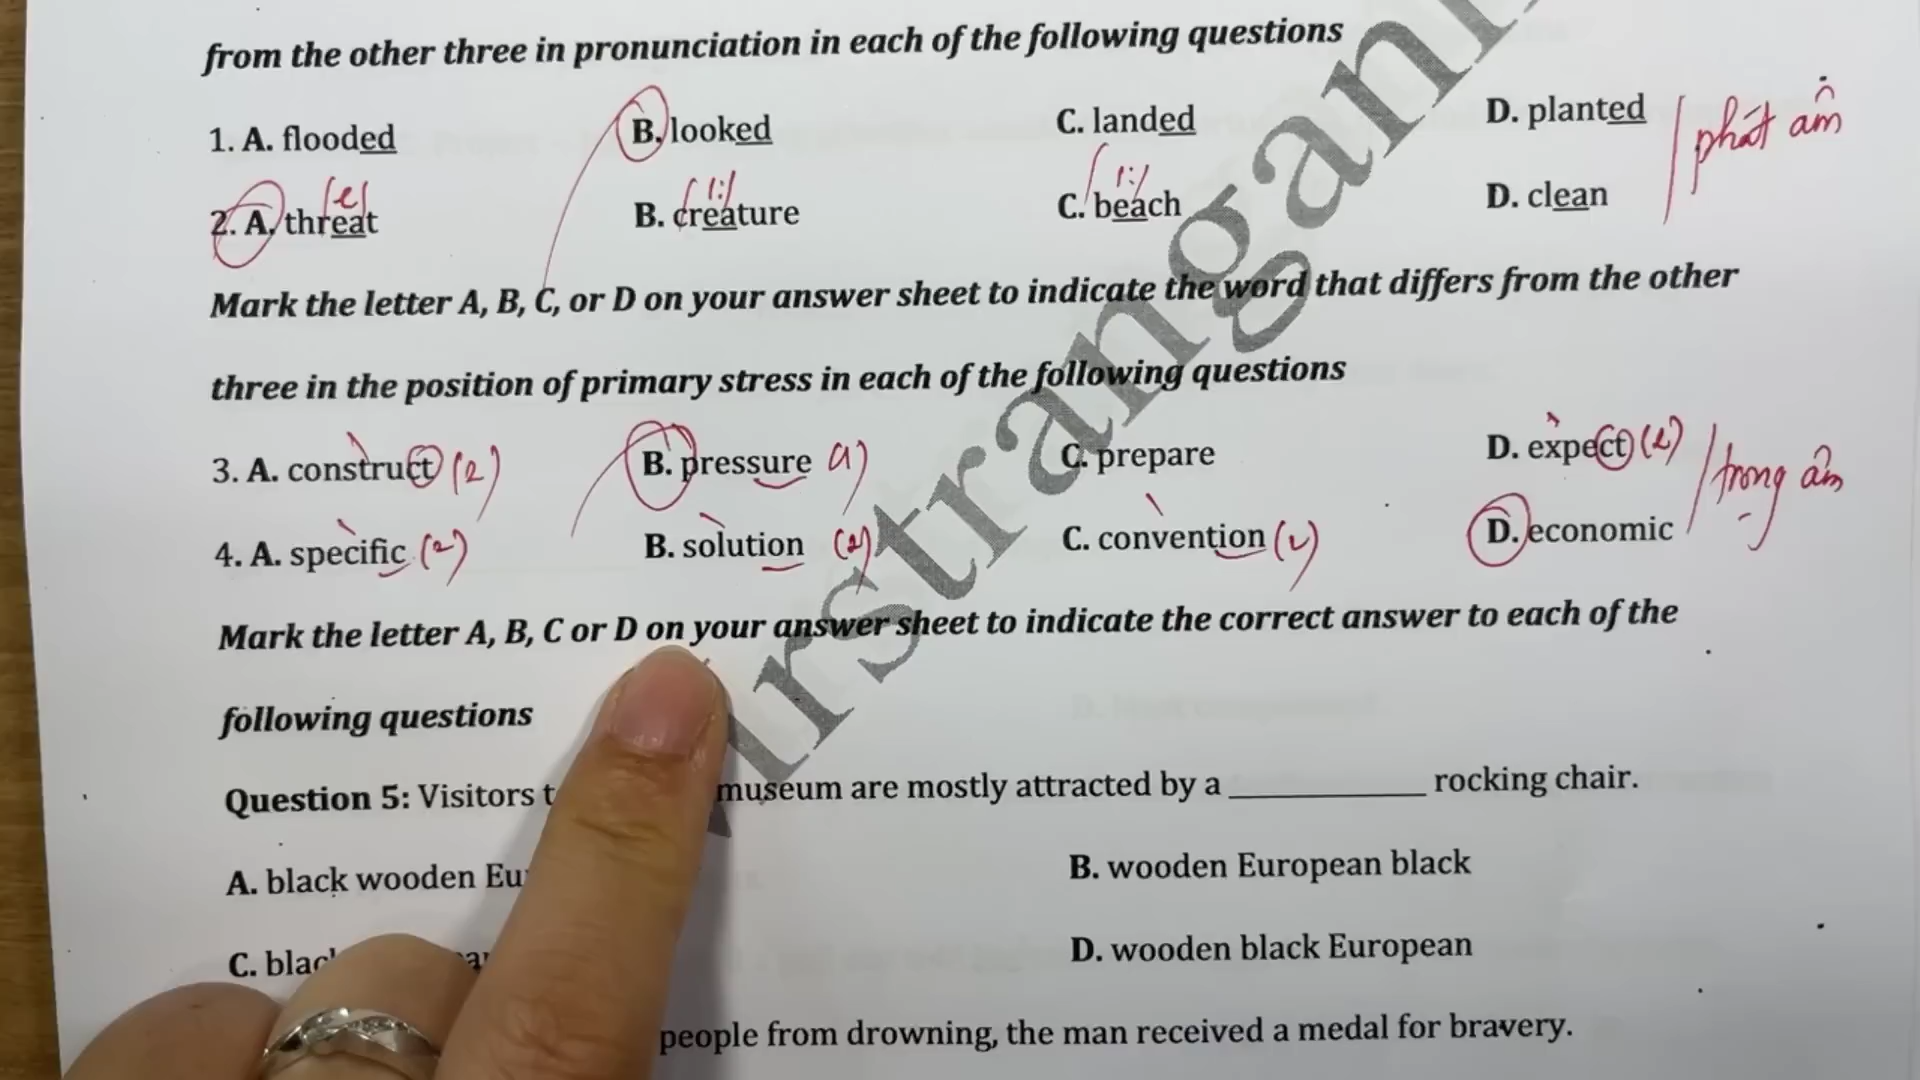 from the other three in pronunciation in each of the following questions
1. A. flooded B. looked C. landed D. planted /phát âm
/e/ /i:/ /i:/
2. A. threat B. creature C. beach D. clean
Mark the letter A, B, C, or D on your answer sheet to indicate the word that differs from the other
three in the position of primary stress in each of the following questions
3. A. construct (2) B. pressure (1) C. prepare D. expect (2) /trọng âm
4. A. specific (2) B. solution (2) C. convention (2) D. economic
Mark the letter A, B, C or D on your answer sheet to indicate the correct answer to each of the
following questions
Question 5: Visitors museum are mostly attracted by a __________ rocking chair.
A. black wooden B. wooden European black
C. D. wooden black European
people from drowning, the man received a medal for bravery.